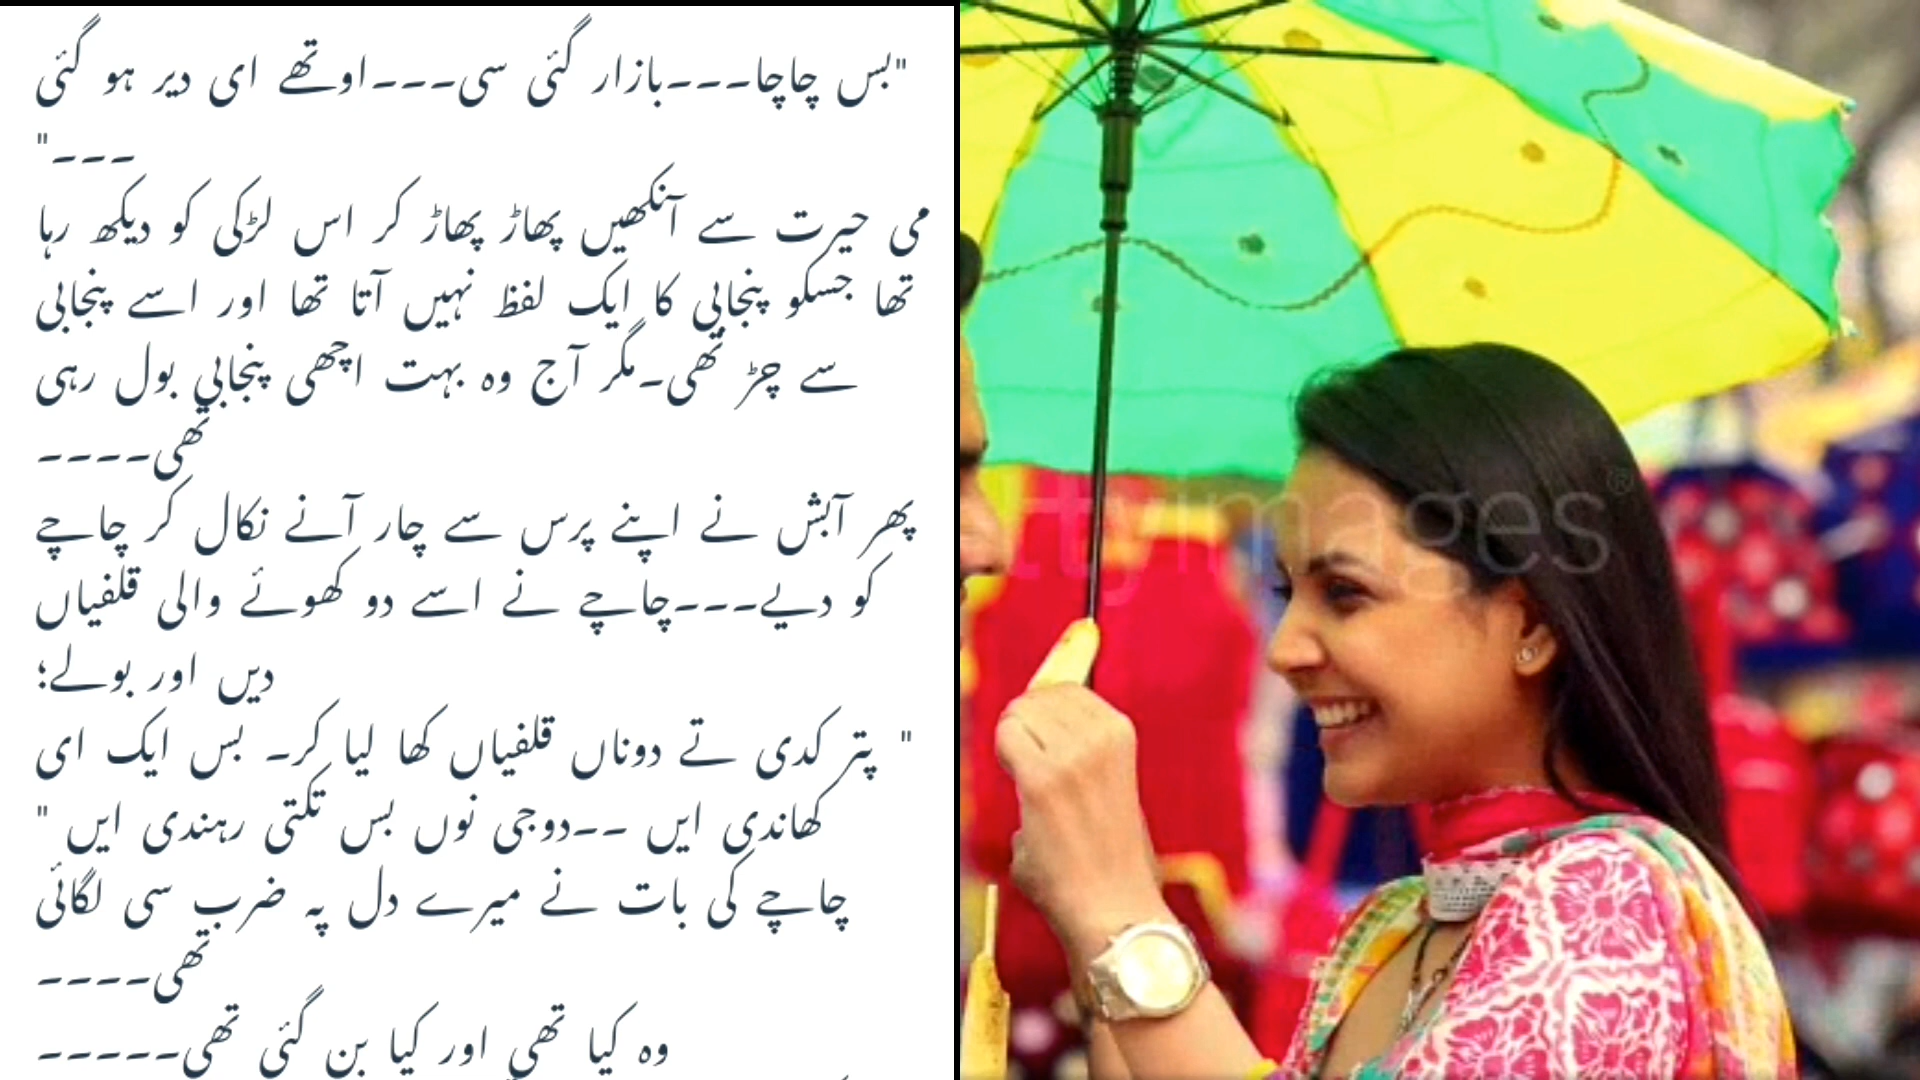 "بس چاچا---بازار گئی سی---اوتھے ای دیر ہو گئی
---"
می حیرت سے آنکھیں پھاڑ پھاڑ کر اس لڑکی کو دیکھ رہا
تھا جسکو پنجابی کا ایک لفظ نہیں آتا تھا اور اسے پنجابی
سے چڑ تھی۔مگر آج وہ بہت اچھی پنجابی بول رہی
تھی----
پھر آبش نے اپنے پرس سے چار آنے نکال کر چاچے
کو دیے---چاچے نے اسے دو کھوئے والی قلفیاں
دیں اور بولے؛
" پتر کدی تے دوناں قلفیاں کھا لیا کر۔ بس ایک ای
کھاندی ایں --دوجی نوں بس تکتی رہندی ایں "
چاچے کی بات نے میرے دل پہ ضرب سی لگائی
تھی----
وہ کیا تھی اور کیا بن گئی تھی-----
ttyimages®